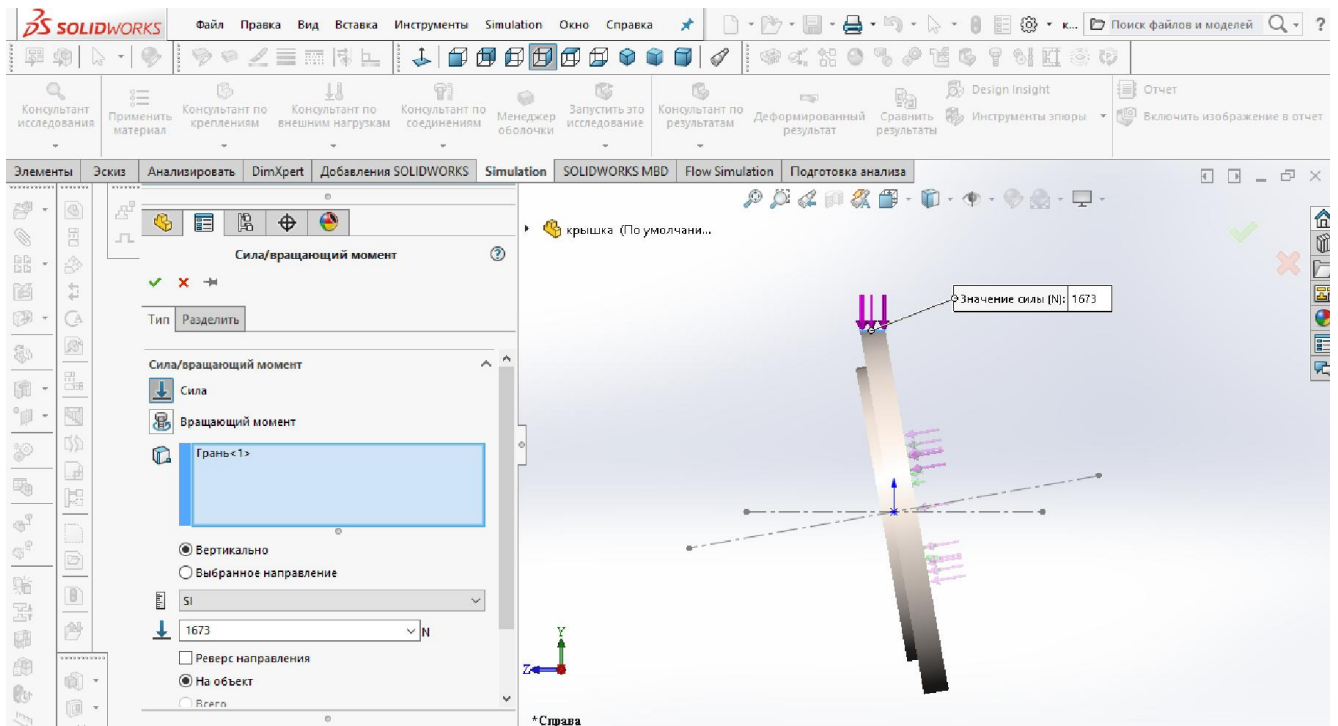 SOLIDWORKS Файл Правка Вид Вставка Инструменты Simulation Окно Справка к... Поиск файлов и моделей ?
Консультант исследования
Применить материал
Консультант по креплениям
Консультант по внешним нагрузкам
Консультант по соединениям
Менеджер оболочки
Запустить это исследование
Консультант по результатам
Деформированный результат
Сравнить результаты
Design Insight
Инструменты эпюры
Отчет
Включить изображение в отчет
Элементы Эскиз Анализировать DimXpert Добавления SOLIDWORKS Simulation SOLIDWORKS MBD Flow Simulation Подготовка анализа
крышка (По умолчани...
Сила/вращающий момент
Тип Разделить
Сила/вращающий момент
Сила
Вращающий момент
Грань<1>
Вертикально
Выбранное направление
SI
1673 N
Реверс направления
На объект
Всего
Значение силы (N): 1673
Y
Z
*Справа